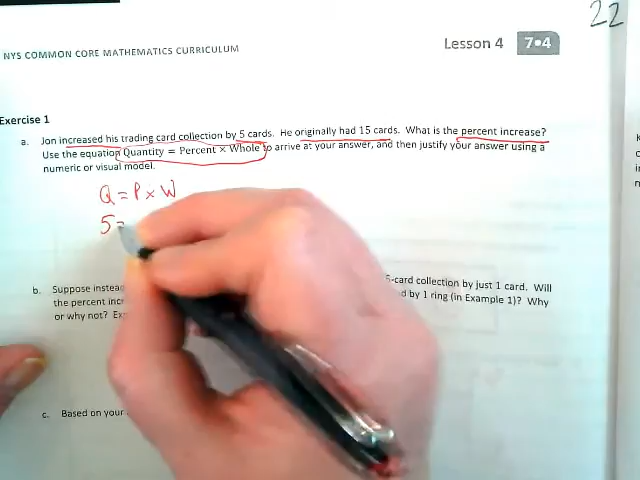 22
NYS COMMON CORE MATHEMATICS CURRICULUM
Lesson 4 7•4
Exercise 1
a. Jon increased his trading card collection by 5 cards. He originally had 15 cards. What is the percent increase?
Use the equation Quantity = Percent × Whole to arrive at your answer, and then justify your answer using a
numeric or visual model.
Q = P × W
5 =
b. Suppose instead -card collection by just 1 card. Will
the percent d by 1 ring (in Example 1)? Why
or why not?
c. Based on your